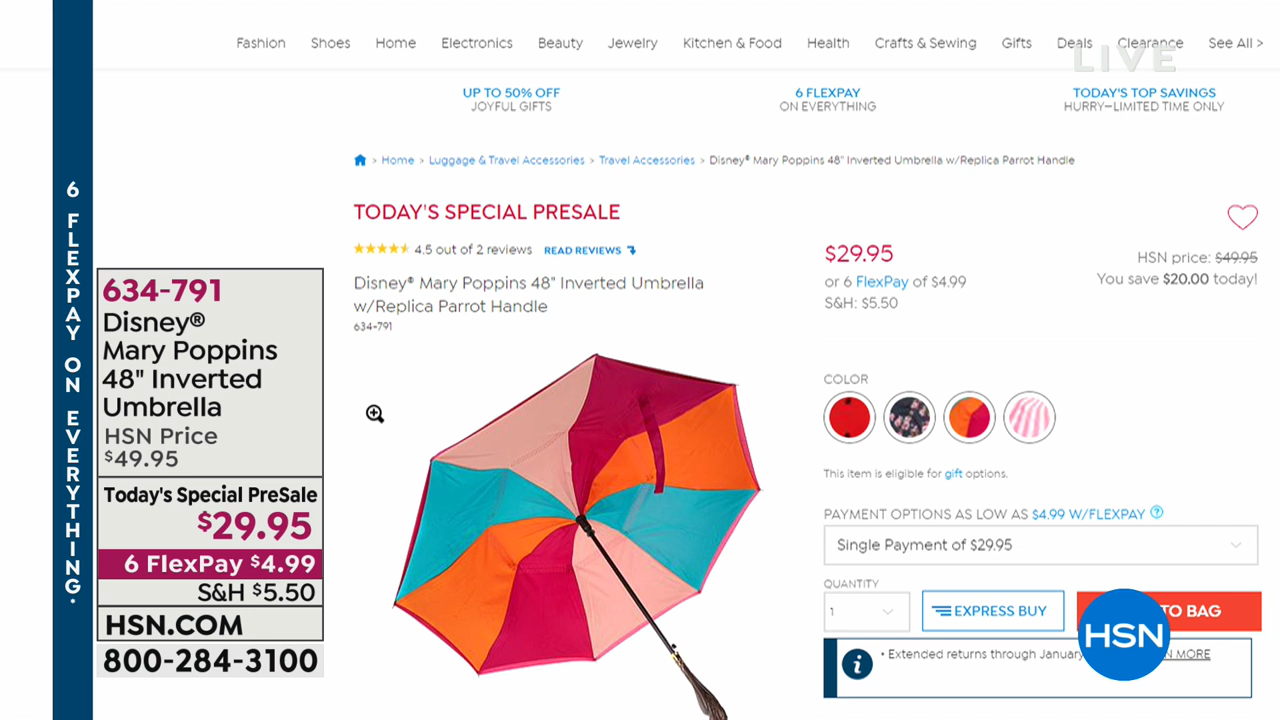 Fashion Shoes Home Electronics Beauty Jewelry Kitchen & Food Health Crafts & Sewing Gifts Deals Clearance See All >
LIVE
UP TO 50% OFF
JOYFUL GIFTS
6 FLEXPAY
ON EVERYTHING
TODAY'S TOP SAVINGS
HURRY—LIMITED TIME ONLY
> Home > Luggage & Travel Accessories > Travel Accessories > Disney® Mary Poppins 48" Inverted Umbrella w/Replica Parrot Handle
6 FLEXPAY ON EVERYTHING.
634-791
Disney®
Mary Poppins
48" Inverted
Umbrella
HSN Price
$49.95
Today's Special PreSale
$29.95
6 FlexPay $4.99
S&H $5.50
HSN.COM
800-284-3100
TODAY'S SPECIAL PRESALE
4.5 out of 2 reviews READ REVIEWS
Disney® Mary Poppins 48" Inverted Umbrella
w/Replica Parrot Handle
634-791
$29.95
or 6 FlexPay of $4.99
S&H: $5.50
HSN price: $49.95
You save $20.00 today!
COLOR
This item is eligible for gift options.
PAYMENT OPTIONS AS LOW AS $4.99 W/FLEXPAY ?
Single Payment of $29.95
QUANTITY
1
EXPRESS BUY
TO BAG
HSN
i
• Extended returns through January
MORE